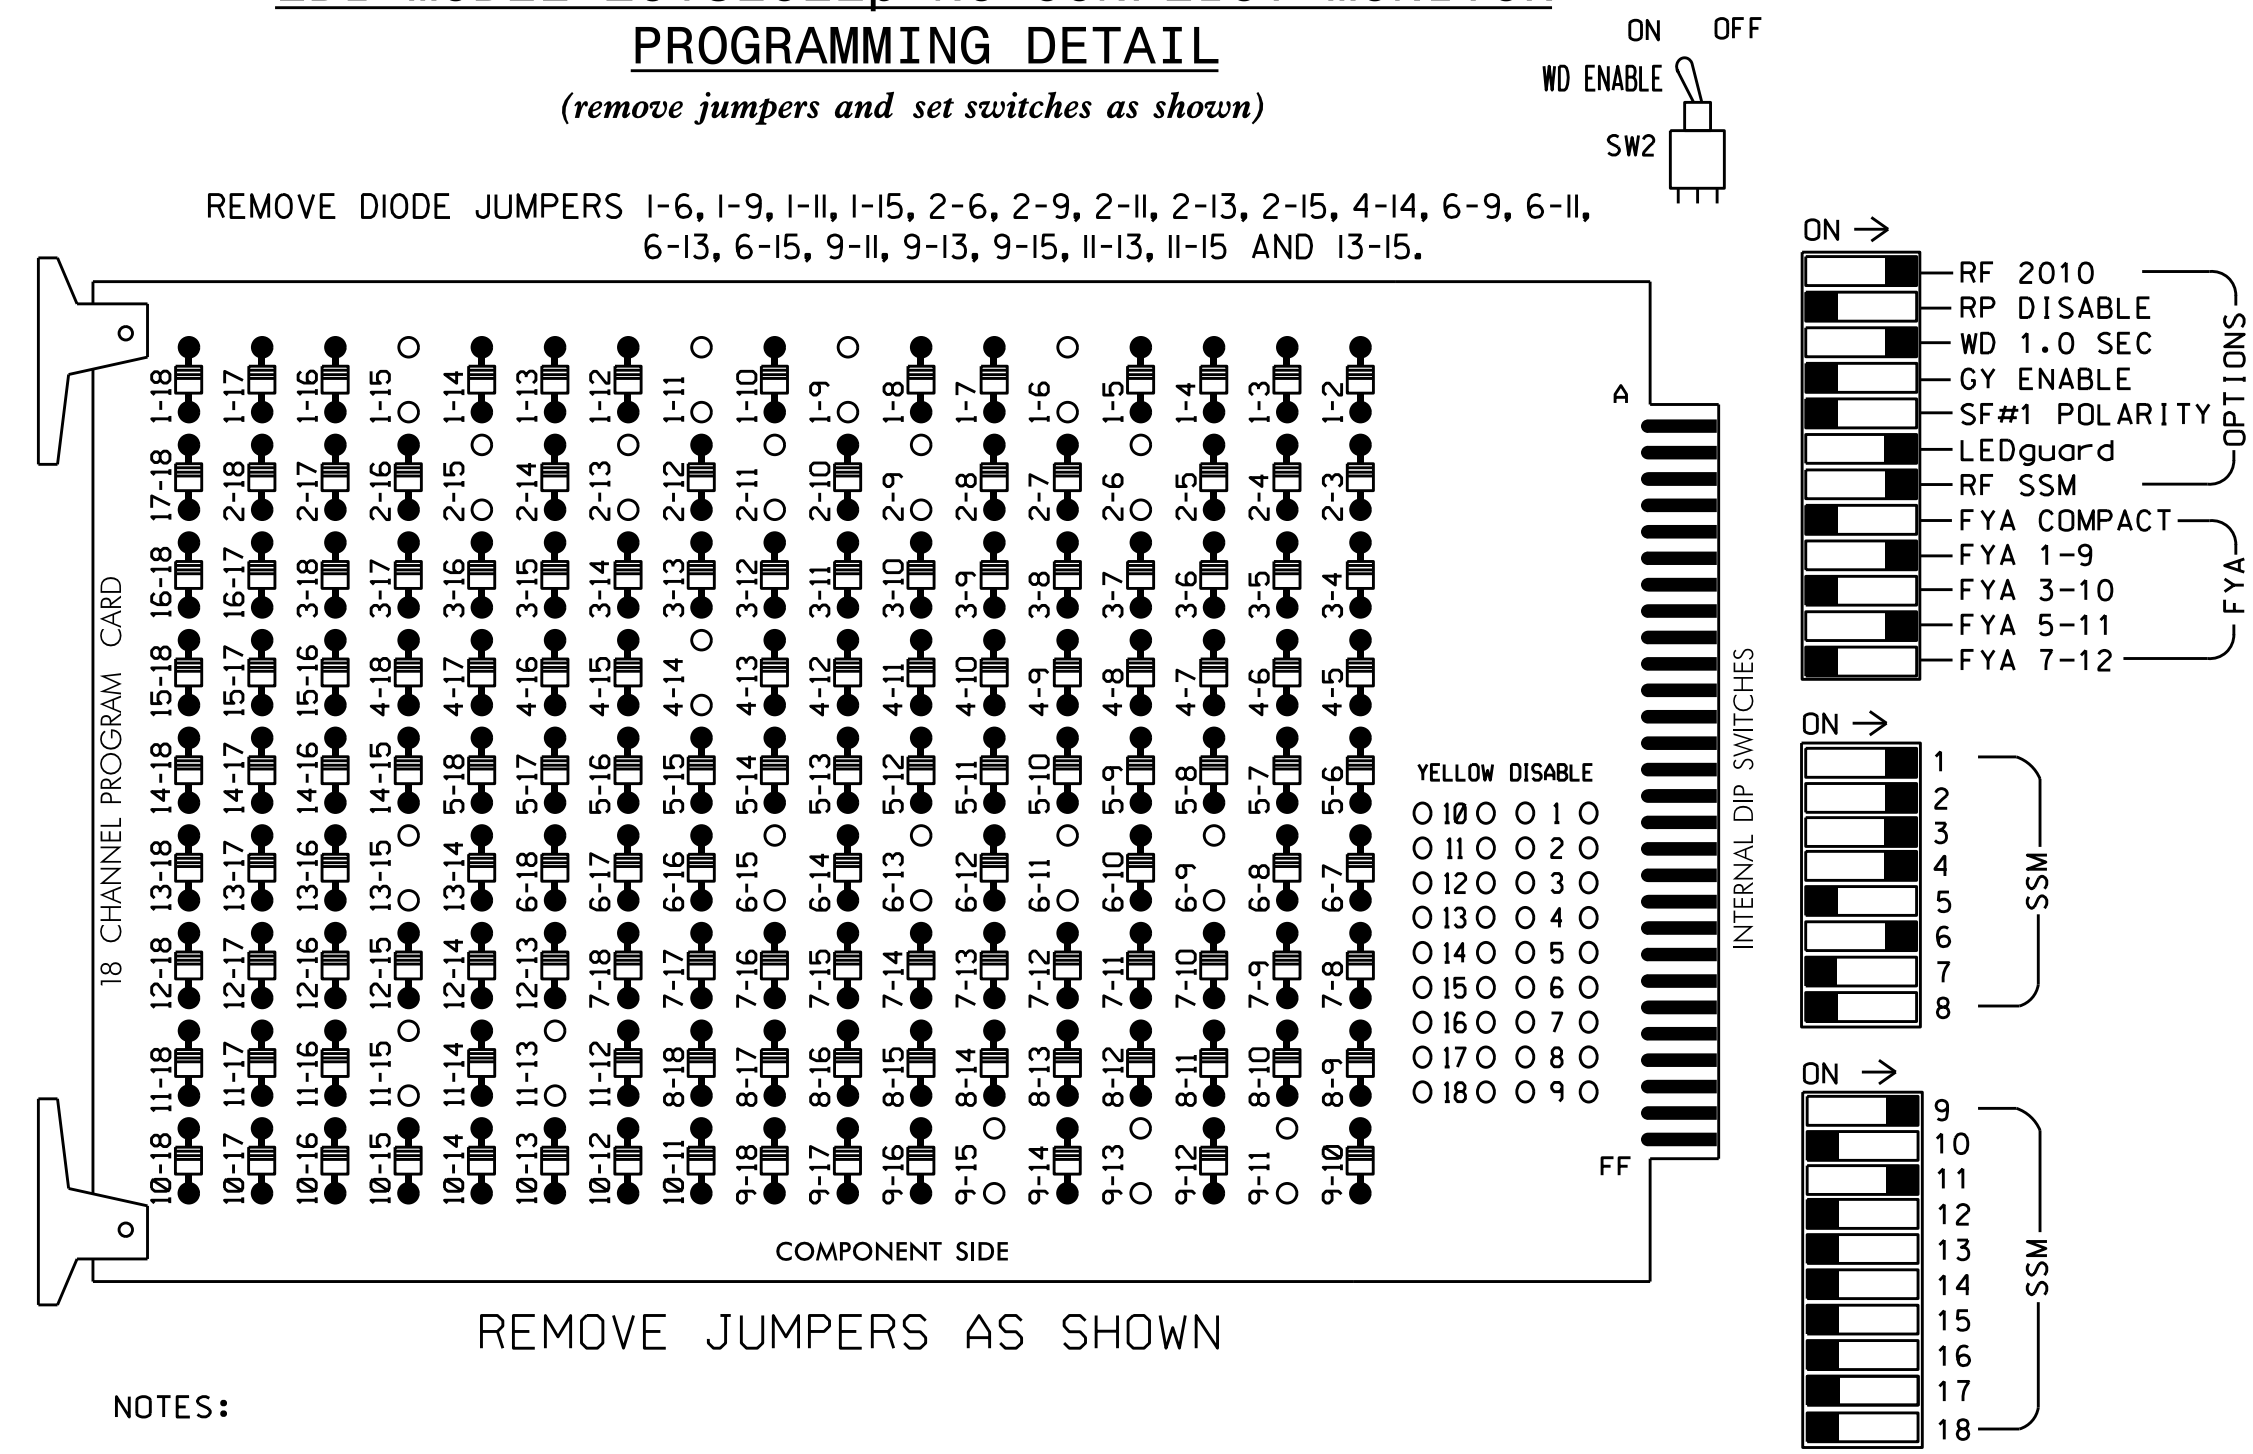 PROGRAMMING DETAIL
(remove jumpers and set switches as shown)
ON OFF
WD ENABLE
SW2
REMOVE DIODE JUMPERS 1-6, 1-9, 1-11, 1-15, 2-6, 2-9, 2-11, 2-13, 2-15, 4-14, 6-9, 6-11,
6-13, 6-15, 9-11, 9-13, 9-15, 11-13, 11-15 AND 13-15.
18 CHANNEL PROGRAM CARD
1-18 1-17 1-16 1-15 1-14 1-13 1-12 1-11 1-10 1-9 1-8 1-7 1-6 1-5 1-4 1-3 1-2
17-18 2-18 2-17 2-16 2-15 2-14 2-13 2-12 2-11 2-10 2-9 2-8 2-7 2-6 2-5 2-4 2-3
16-18 16-17 3-18 3-17 3-16 3-15 3-14 3-13 3-12 3-11 3-10 3-9 3-8 3-7 3-6 3-5 3-4
15-18 15-17 15-16 4-18 4-17 4-16 4-15 4-14 4-13 4-12 4-11 4-10 4-9 4-8 4-7 4-6 4-5
14-18 14-17 14-16 14-15 5-18 5-17 5-16 5-15 5-14 5-13 5-12 5-11 5-10 5-9 5-8 5-7 5-6
13-18 13-17 13-16 13-15 13-14 6-18 6-17 6-16 6-15 6-14 6-13 6-12 6-11 6-10 6-9 6-8 6-7
12-18 12-17 12-16 12-15 12-14 12-13 7-18 7-17 7-16 7-15 7-14 7-13 7-12 7-11 7-10 7-9 7-8
11-18 11-17 11-16 11-15 11-14 11-13 11-12 8-18 8-17 8-16 8-15 8-14 8-13 8-12 8-11 8-10 8-9
10-18 10-17 10-16 10-15 10-14 10-13 10-12 10-11 9-18 9-17 9-16 9-15 9-14 9-13 9-12 9-11 9-10
A
YELLOW DISABLE
10 1
11 2
12 3
13 4
14 5
15 6
16 7
17 8
18 9
FF
COMPONENT SIDE
INTERNAL DIP SWITCHES
ON
RF 2010
RP DISABLE
WD 1.0 SEC
GY ENABLE
SF#1 POLARITY
LEDguard
RF SSM
OPTIONS
FYA COMPACT
FYA 1-9
FYA 3-10
FYA 5-11
FYA 7-12
FYA
ON
1
2
3
4
5
6
7
8
SSM
ON
9
10
11
12
13
14
15
16
17
18
SSM
REMOVE JUMPERS AS SHOWN
NOTES: